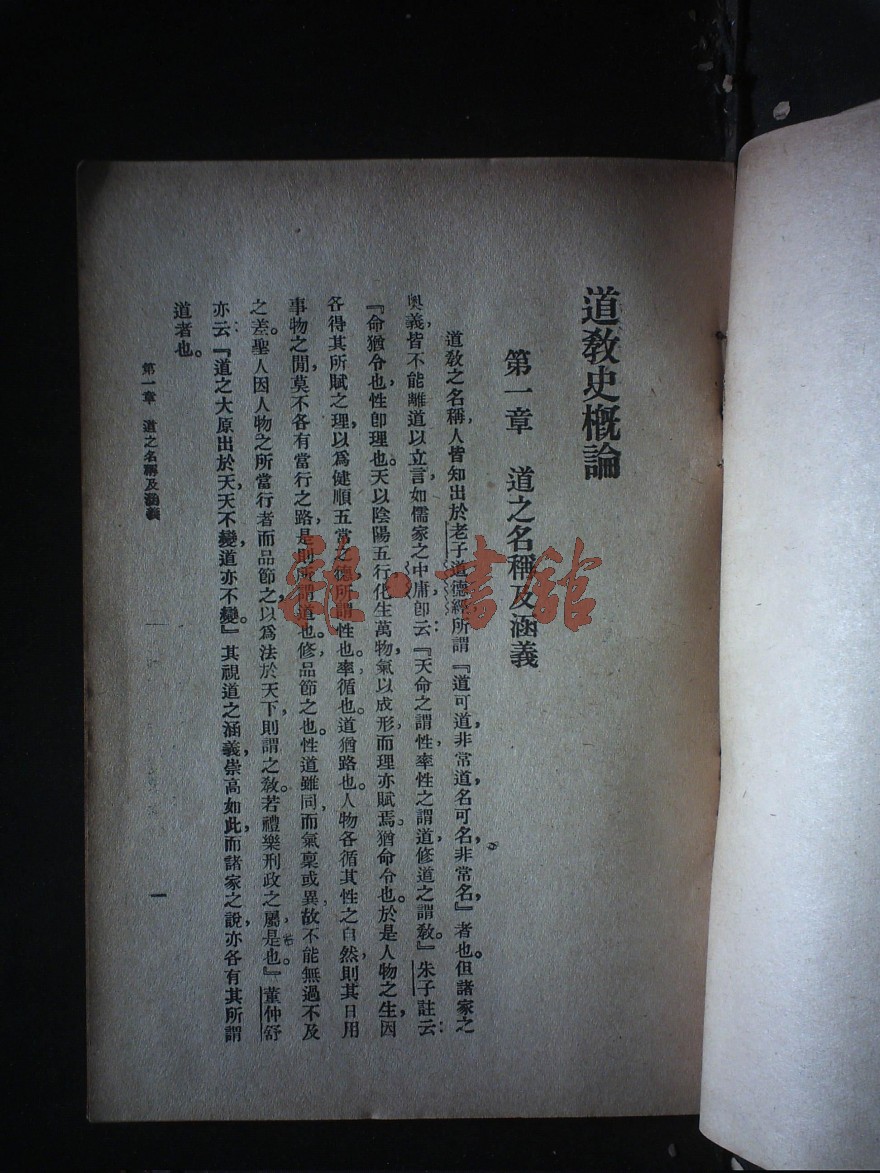 道敎史槪論
第一章　道之名稱及涵義
道敎之名稱，人皆知出於老子道德經所謂『道可道，非常道，名可名，非常名，』者也。但諸家之
奧義，皆不能離道以立言，如儒家之中庸，卽云：『天命之謂性，率性之謂道，修道之謂敎。』朱子註云：
『命猶令也，性卽理也。天以陰陽五行，化生萬物，氣以成形，而理亦賦焉。猶命令也。於是人物之生，因
各得其所賦之理，以爲健順五常之德，所謂性也。率循也。道猶路也。人物各循其性之自然，則其日用
事物之間，莫不各有當行之路，是則所謂道也。修品節之也。性道雖同，而氣稟或異，故不能無過不及
之差。聖人因人物之所當行者而品節之，以爲法於天下，則謂之敎。若禮樂刑政之屬是也。』董仲舒
亦云：『道之大原出於天，天不變，道亦不變。』其視道之涵義，崇高如此，而諸家之說，亦各有其所謂
道者也。
第一章　道之名稱及涵義
一
雜·書館